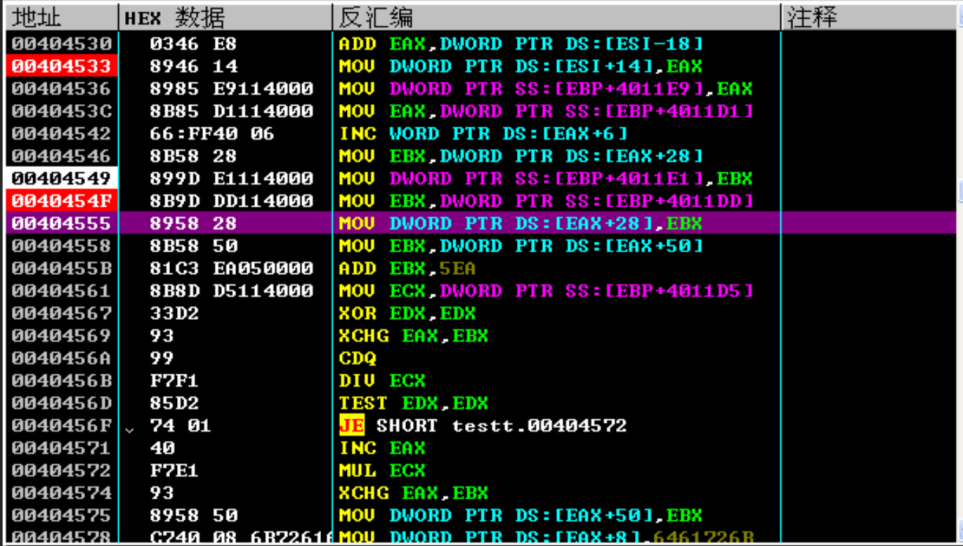 地址 HEX 数据 反汇编 注释
00404530 0346 E8 ADD EAX,DWORD PTR DS:[ESI-18]
00404533 8946 14 MOV DWORD PTR DS:[ESI+14],EAX
00404536 8985 E9114000 MOV DWORD PTR SS:[EBP+4011E9],EAX
0040453C 8B85 D1114000 MOV EAX,DWORD PTR SS:[EBP+4011D1]
00404542 66:FF40 06 INC WORD PTR DS:[EAX+6]
00404546 8B58 28 MOV EBX,DWORD PTR DS:[EAX+28]
00404549 899D E1114000 MOV DWORD PTR SS:[EBP+4011E1],EBX
0040454F 8B9D DD114000 MOV EBX,DWORD PTR SS:[EBP+4011DD]
00404555 8958 28 MOV DWORD PTR DS:[EAX+28],EBX
00404558 8B58 50 MOV EBX,DWORD PTR DS:[EAX+50]
0040455B 81C3 EA050000 ADD EBX,5EA
00404561 8B8D D5114000 MOV ECX,DWORD PTR SS:[EBP+4011D5]
00404567 33D2 XOR EDX,EDX
00404569 93 XCHG EAX,EBX
0040456A 99 CDQ
0040456B F7F1 DIV ECX
0040456D 85D2 TEST EDX,EDX
0040456F 74 01 JE SHORT testt.00404572
00404571 40 INC EAX
00404572 F7E1 MUL ECX
00404574 93 XCHG EAX,EBX
00404575 8958 50 MOV DWORD PTR DS:[EAX+50],EBX
00404578 C740 08 6B72616 MOV DWORD PTR DS:[EAX+8],6461726B